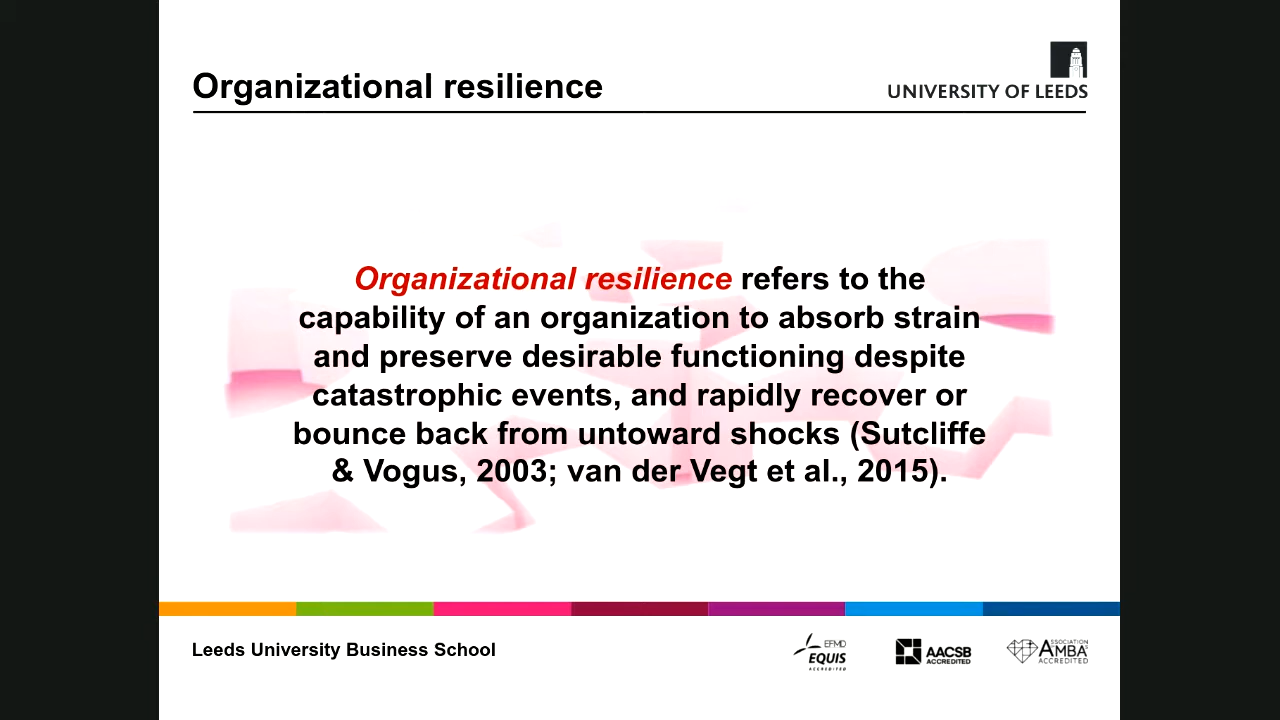 Organizational resilience
UNIVERSITY OF LEEDS
Organizational resilience refers to the
capability of an organization to absorb strain
and preserve desirable functioning despite
catastrophic events, and rapidly recover or
bounce back from untoward shocks (Sutcliffe
& Vogus, 2003; van der Vegt et al., 2015).
Leeds University Business School
EFMD
EQUIS
ACCREDITED
AACSB
ACCREDITED
ASSOCIATION
AMBA
ACCREDITED